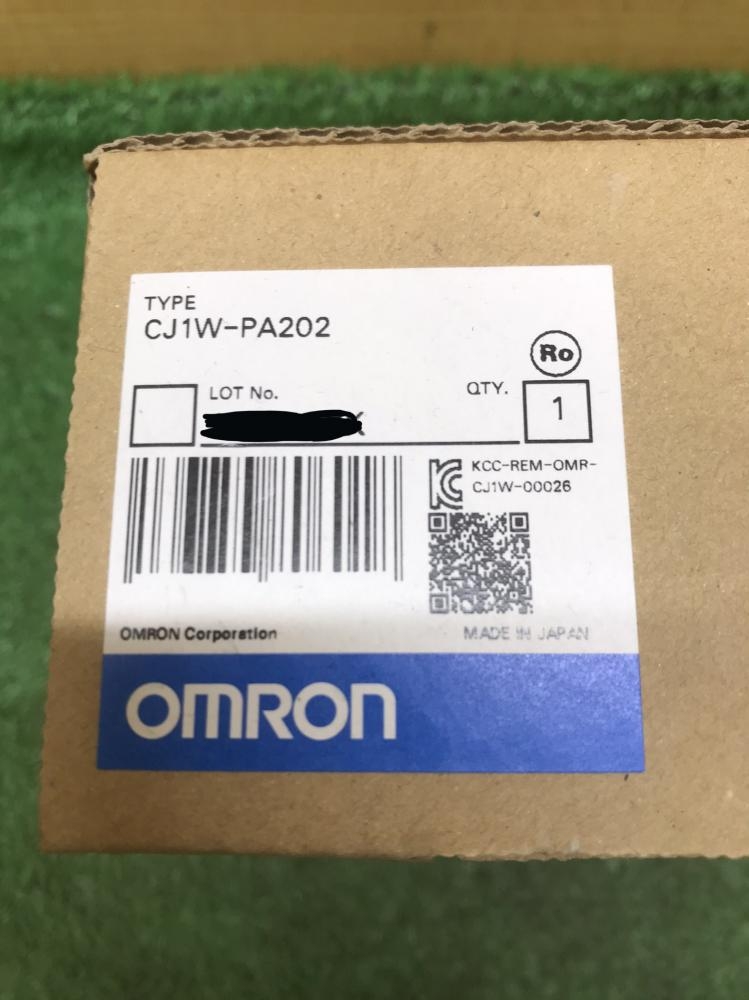 TYPE
CJ1W-PA202
Ro
LOT No.
QTY.
1
KCC-REM-OMR-
CJ1W-00026
OMRON Corporation
MADE IN JAPAN
OMRON